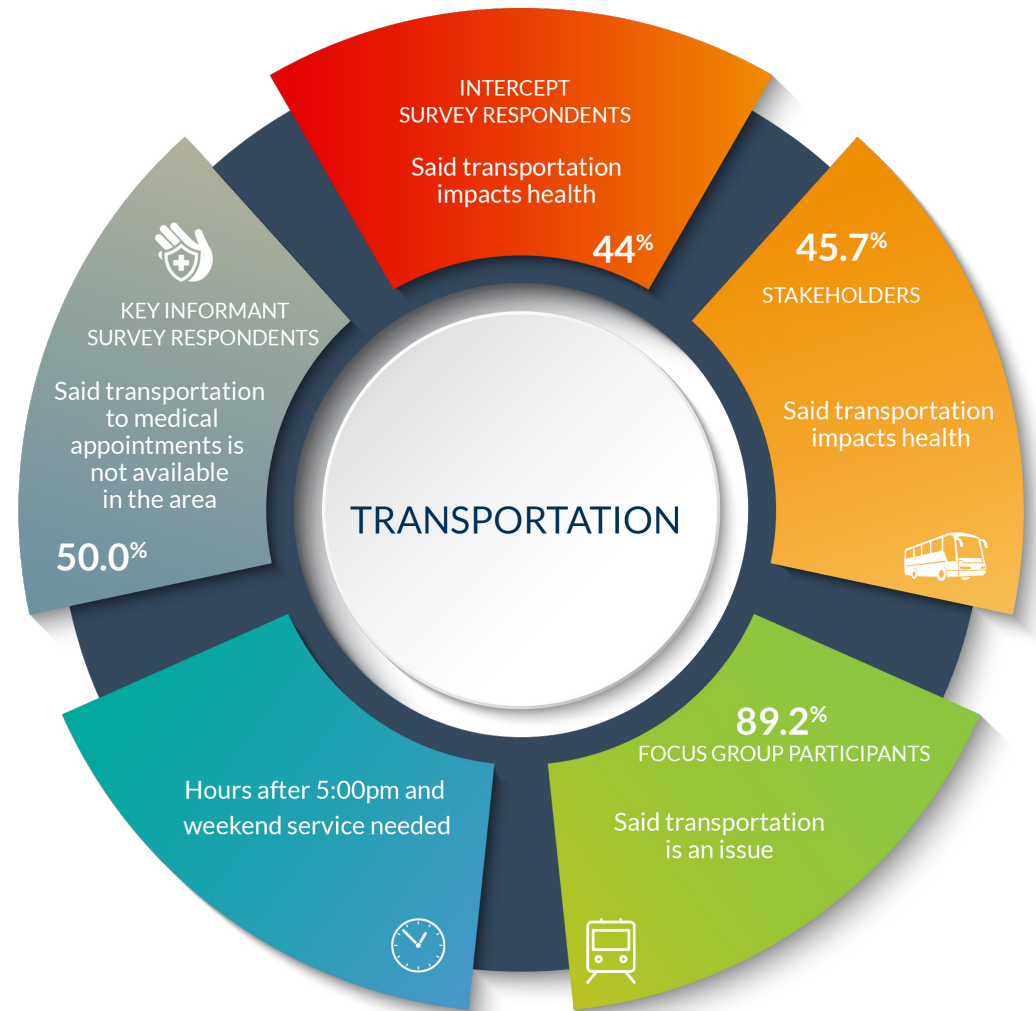 INTERCEPT
SURVEY RESPONDENTS
Said transportation
impacts health
44%
45.7%
STAKEHOLDERS
Said transportation
impacts health
89.2%
FOCUS GROUP PARTICIPANTS
Said transportation
is an issue
Hours after 5:00pm and
weekend service needed
KEY INFORMANT
SURVEY RESPONDENTS
Said transportation
to medical
appointments is
not available
in the area
50.0%
TRANSPORTATION